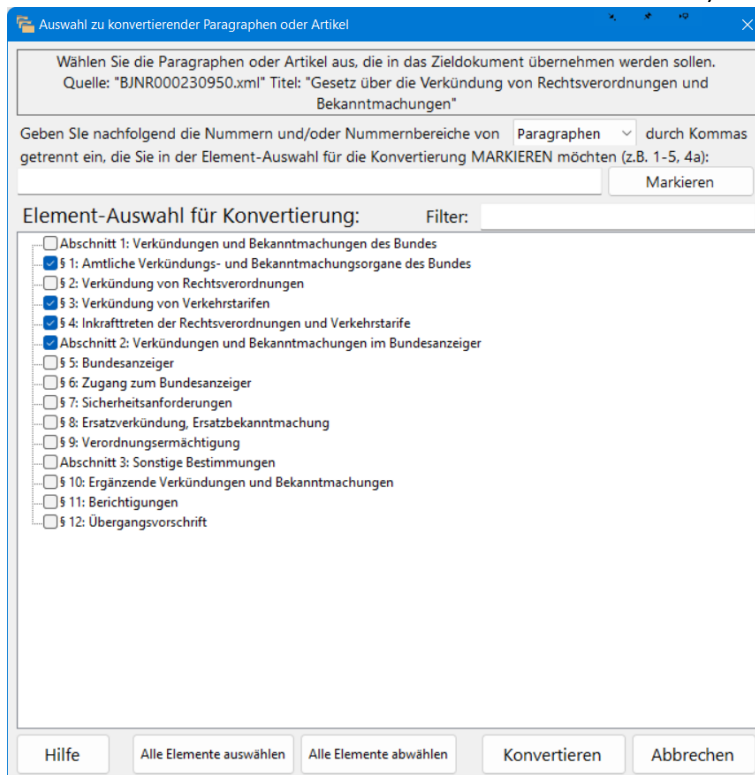 Auswahl zu konvertierender Paragraphen oder Artikel
Wählen Sie die Paragraphen oder Artikel aus, die in das Zieldokument übernehmen werden sollen.
Quelle: "BJNR000230950.xml" Titel: "Gesetz über die Verkündung von Rechtsverordnungen und
Bekanntmachungen"
Geben SIe nachfolgend die Nummern und/oder Nummernbereiche von Paragraphen durch Kommas
getrennt ein, die Sie in der Element-Auswahl für die Konvertierung MARKIEREN möchten (z.B. 1-5, 4a):
Markieren
Element-Auswahl für Konvertierung: Filter:
Abschnitt 1: Verkündungen und Bekanntmachungen des Bundes
§ 1: Amtliche Verkündungs- und Bekanntmachungsorgane des Bundes
§ 2: Verkündung von Rechtsverordnungen
§ 3: Verkündung von Verkehrstarifen
§ 4: Inkrafttreten der Rechtsverordnungen und Verkehrstarife
Abschnitt 2: Verkündungen und Bekanntmachungen im Bundesanzeiger
§ 5: Bundesanzeiger
§ 6: Zugang zum Bundesanzeiger
§ 7: Sicherheitsanforderungen
§ 8: Ersatzverkündung, Ersatzbekanntmachung
§ 9: Verordnungsermächtigung
Abschnitt 3: Sonstige Bestimmungen
§ 10: Ergänzende Verkündungen und Bekanntmachungen
§ 11: Berichtigungen
§ 12: Übergangsvorschrift
Hilfe Alle Elemente auswählen Alle Elemente abwählen Konvertieren Abbrechen